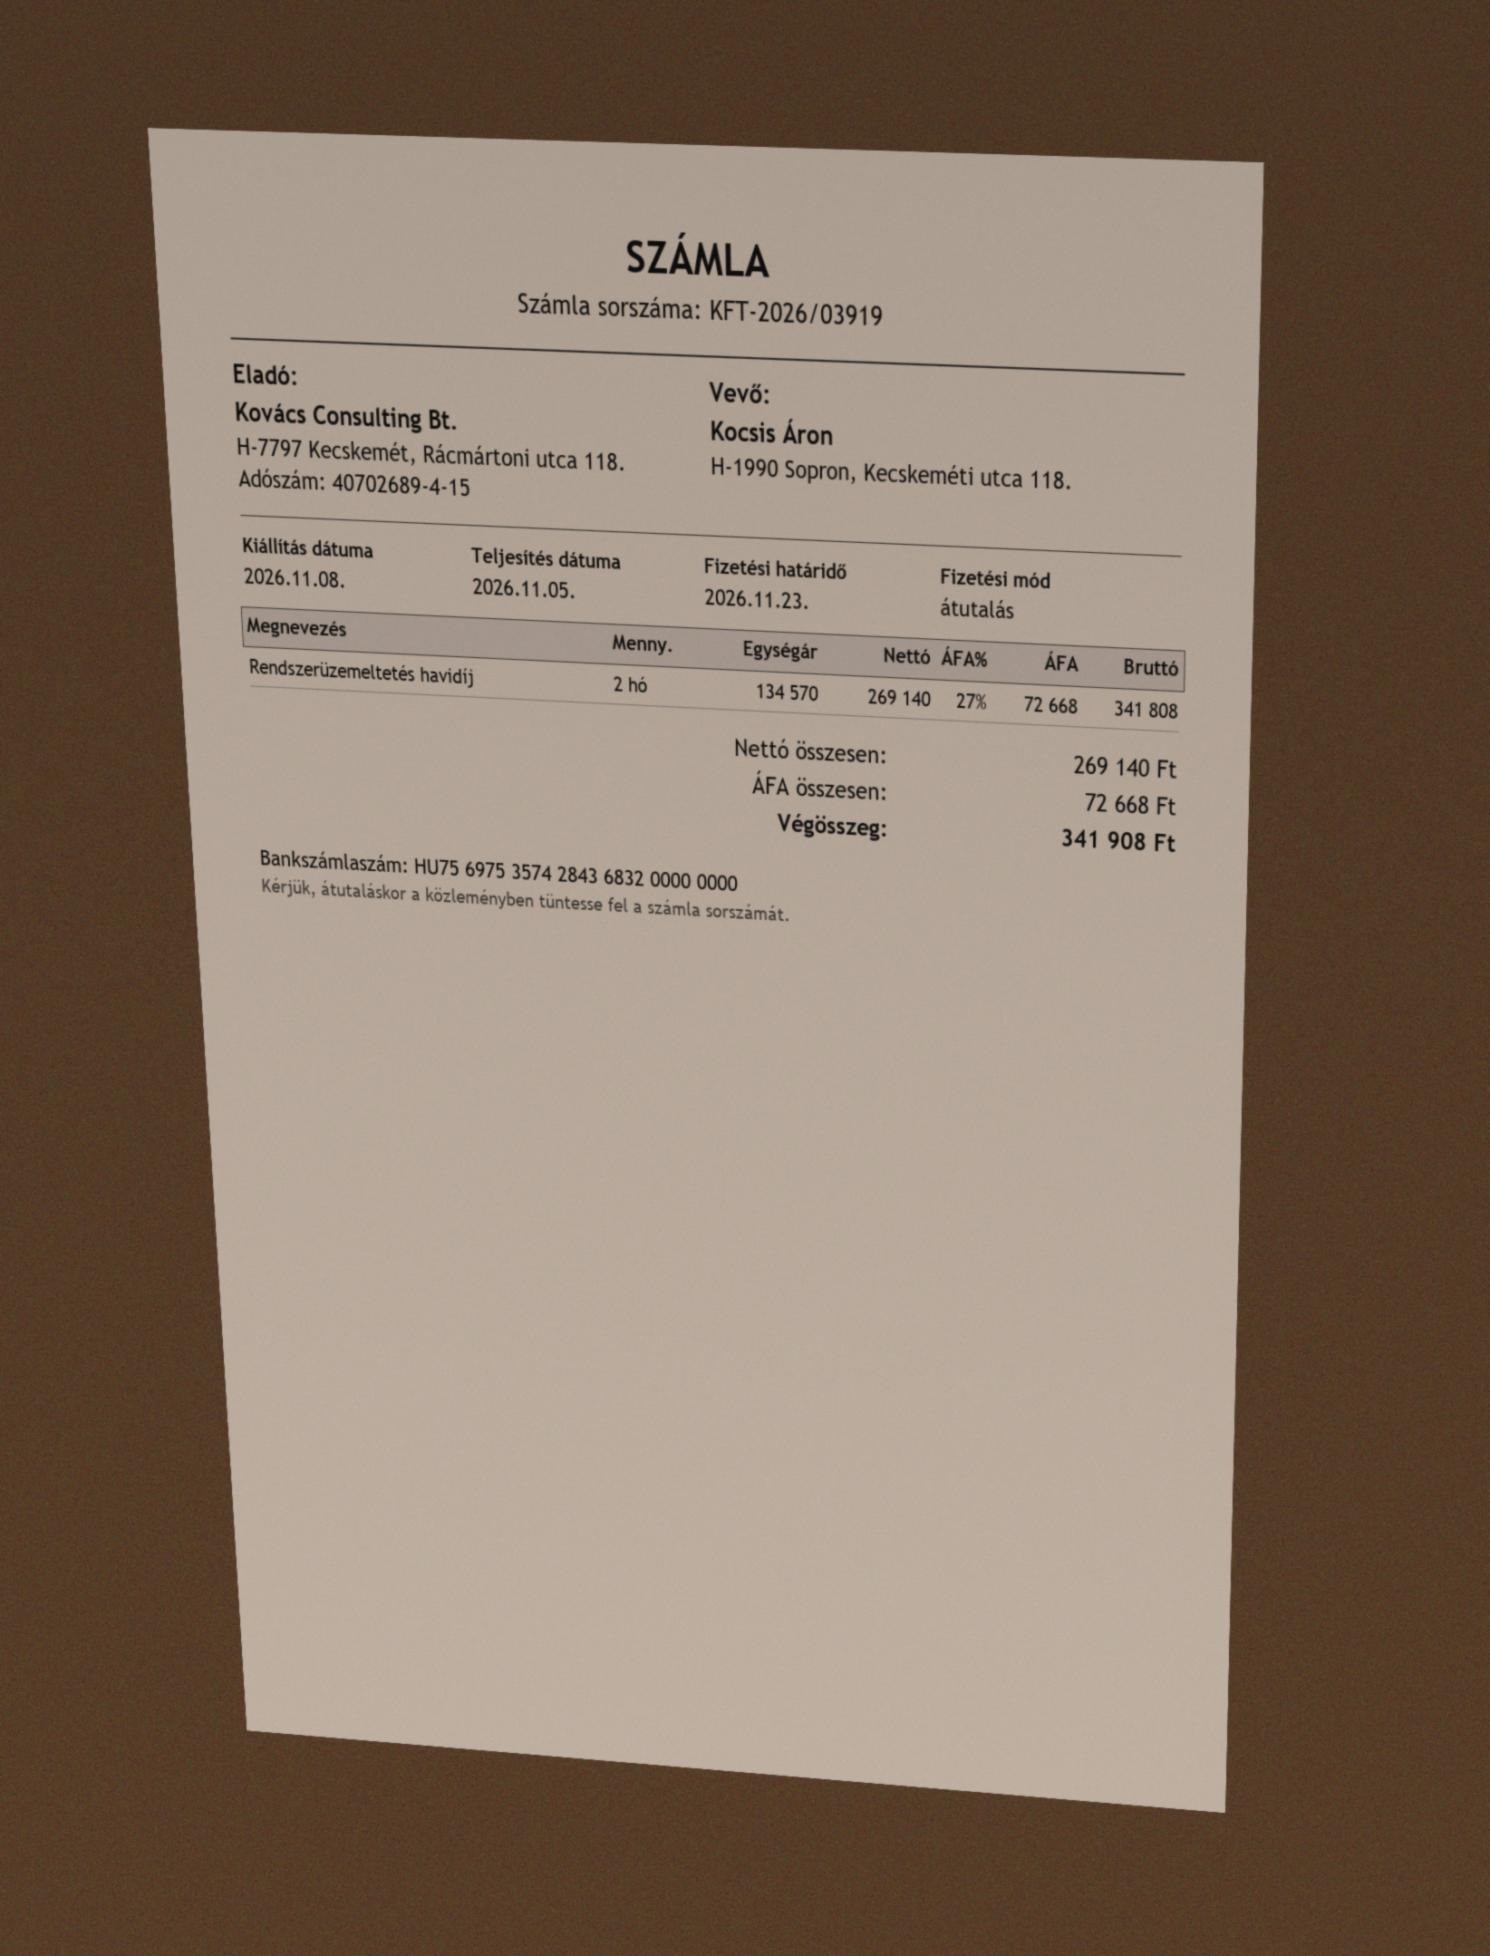 SZÁMLA
Számla sorszáma: KFT-2026/03919
Eladó:
Kovács Consulting Bt.
H-7797 Kecskemét, Rácmártoni utca 118.
Adószám: 40702689-4-15
Vevő:
Kocsis Áron
H-1990 Sopron, Kecskeméti utca 118.
Kiállítás dátuma Teljesítés dátuma Fizetési határidő Fizetési mód
2026.11.08. 2026.11.05. 2026.11.23. átutalás
Megnevezés Menny. Egységár Nettó ÁFA% ÁFA Bruttó
Rendszerüzemeltetés havidíj 2 hó 134 570 269 140 27% 72 668 341 808
Nettó összesen: 269 140 Ft
ÁFA összesen: 72 668 Ft
Végösszeg: 341 908 Ft
Bankszámlaszám: HU75 6975 3574 2843 6832 0000 0000
Kérjük, átutaláskor a közleményben tüntesse fel a számla sorszámát.